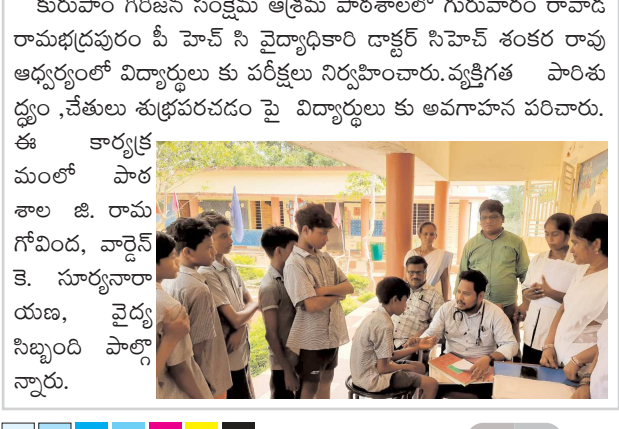 కురుపాం గిరిజన సంక్షేమ ఆశ్రమ పాఠశాలలో గురువారం రావాడ
రామభద్రపురం పీ హెచ్ సి వైద్యాధికారి డాక్టర్ సిహెచ్ శంకర రావు
ఆధ్వర్యంలో విద్యార్థులు కు పరీక్షలు నిర్వహించారు.వ్యక్తిగత పారిశు
ద్ధ్యం ,చేతులు శుభ్రపరచడం పై విద్యార్థులు కు అవగాహన పరిచారు.
ఈ కార్యక్ర
మంలో పాఠ
శాల జి. రామ
గోవింద, వార్డెన్
కె. సూర్యనారా
యణ, వైద్య
సిబ్బంది పాల్గొ
న్నారు.